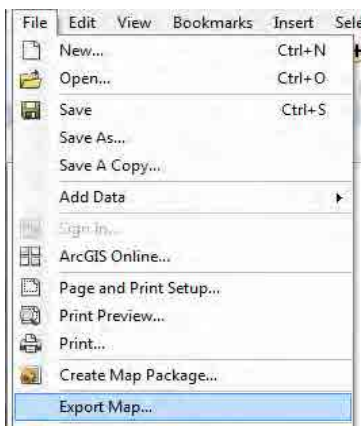 File Edit View Bookmarks Insert Sele
New... Ctrl+N
Open... Ctrl+O
Save Ctrl+S
Save As...
Save A Copy...
Add Data
Sign In...
ArcGIS Online...
Page and Print Setup...
Print Preview...
Print...
Create Map Package...
Export Map...